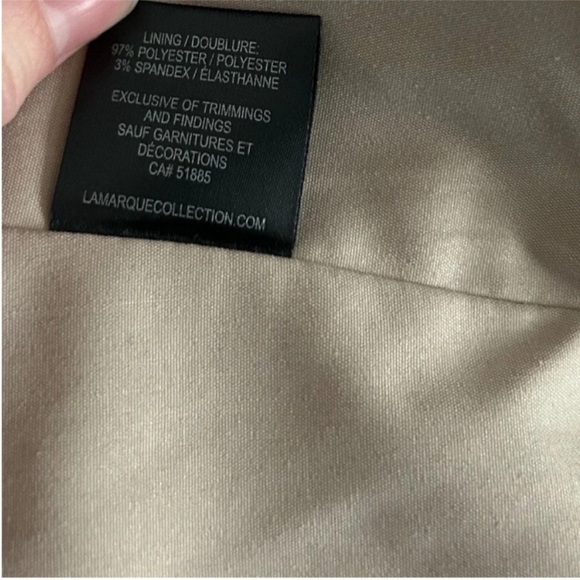 LINING / DOUBLURE:
97% POLYESTER / POLYESTER
3% SPANDEX / ÉLASTHANNE
EXCLUSIVE OF TRIMMINGS
AND FINDINGS
SAUF GARNITURES ET
DÉCORATIONS
CA# 51885
LAMARQUECOLLECTION.COM